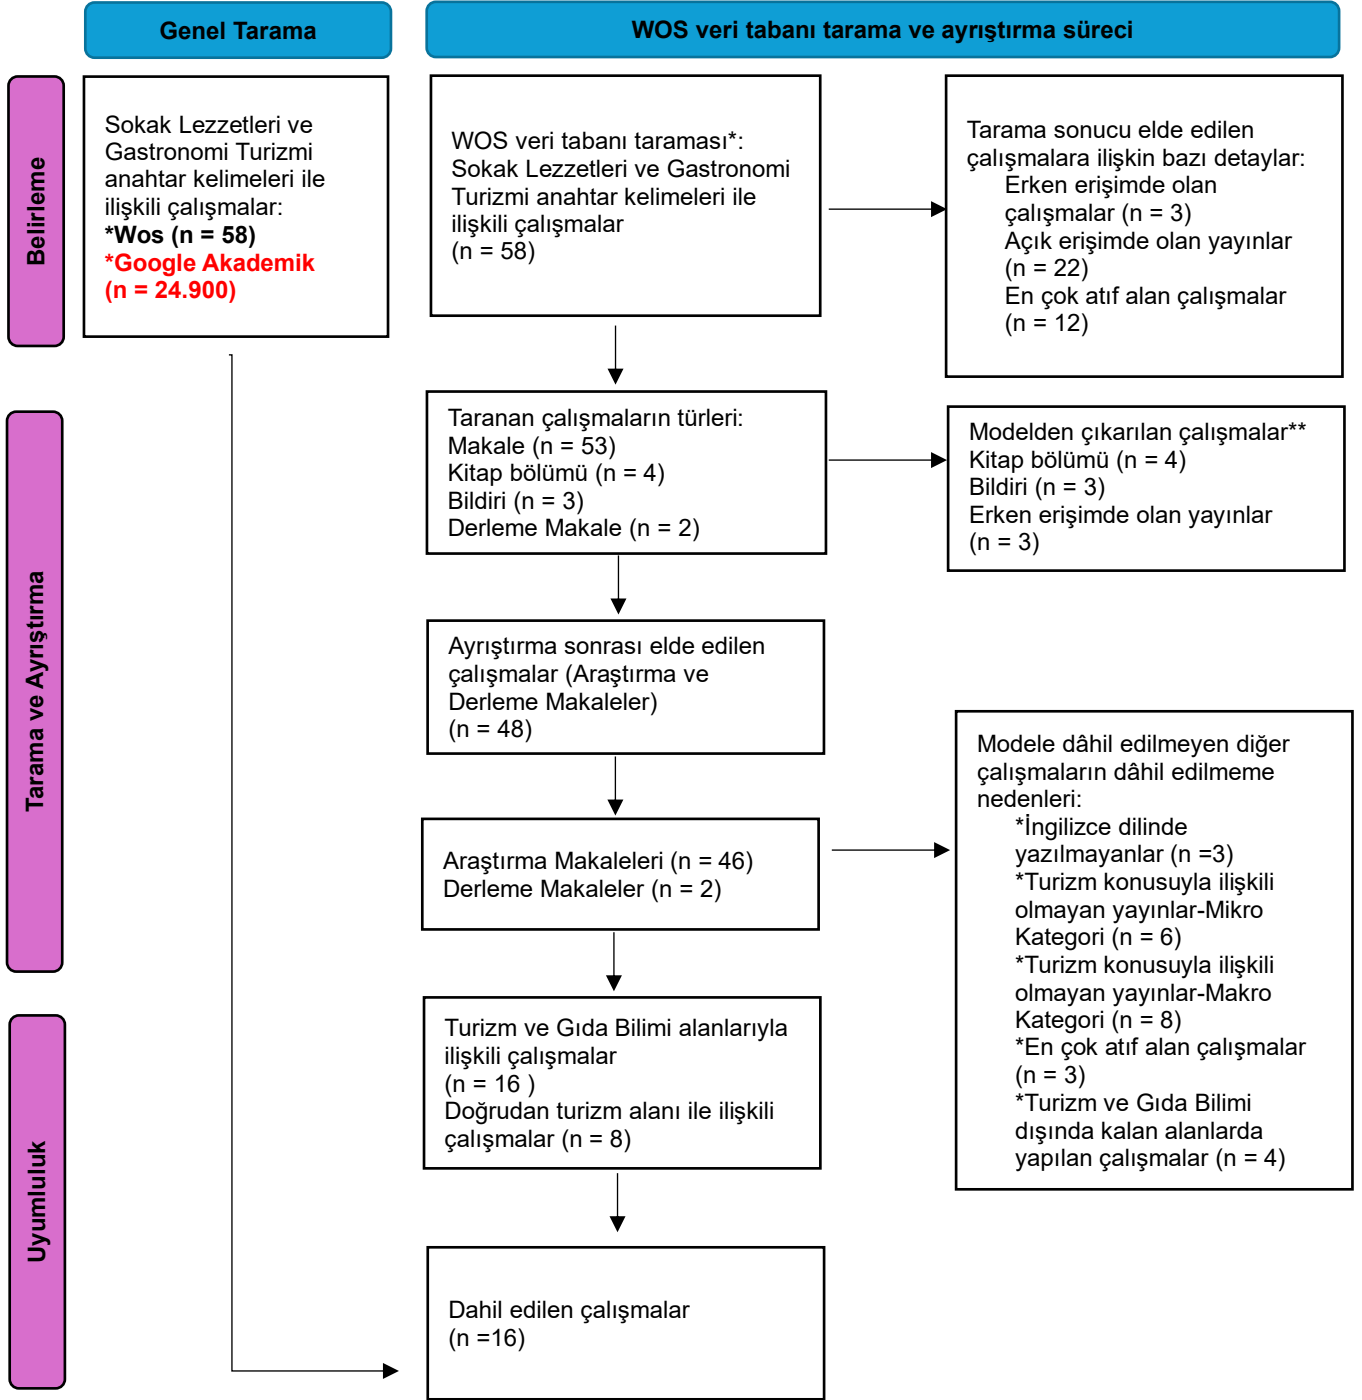 Genel Tarama
WOS veri tabanı tarama ve ayrıştırma süreci
Belirleme
Sokak Lezzetleri ve
Gastronomi Turizmi
anahtar kelimeleri ile
ilişkili çalışmalar:
*Wos (n = 58)
*Google Akademik
(n = 24.900)
WOS veri tabanı taraması*:
Sokak Lezzetleri ve Gastronomi
Turizmi anahtar kelimeleri ile
ilişkili çalışmalar
(n = 58)
Tarama sonucu elde edilen
çalışmalara ilişkin bazı detaylar:
Erken erişimde olan
çalışmalar (n = 3)
Açık erişimde olan yayınlar
(n = 22)
En çok atıf alan çalışmalar
(n = 12)
Tarama ve Ayrıştırma
Taranan çalışmaların türleri:
Makale (n = 53)
Kitap bölümü (n = 4)
Bildiri (n = 3)
Derleme Makale (n = 2)
Modelden çıkarılan çalışmalar**
Kitap bölümü (n = 4)
Bildiri (n = 3)
Erken erişimde olan yayınlar
(n = 3)
Ayrıştırma sonrası elde edilen
çalışmalar (Araştırma ve
Derleme Makaleler)
(n = 48)
Araştırma Makaleleri (n = 46)
Derleme Makaleler (n = 2)
Modele dâhil edilmeyen diğer
çalışmaların dâhil edilmeme
nedenleri:
*İngilizce dilinde
yazılmayanlar (n =3)
*Turizm konusuyla ilişkili
olmayan yayınlar-Mikro
Kategori (n = 6)
*Turizm konusuyla ilişkili
olmayan yayınlar-Makro
Kategori (n = 8)
*En çok atıf alan çalışmalar
(n = 3)
*Turizm ve Gıda Bilimi
dışında kalan alanlarda
yapılan çalışmalar (n = 4)
Uyumluluk
Turizm ve Gıda Bilimi alanlarıyla
ilişkili çalışmalar
(n = 16 )
Doğrudan turizm alanı ile ilişkili
çalışmalar (n = 8)
Dahil edilen çalışmalar
(n =16)